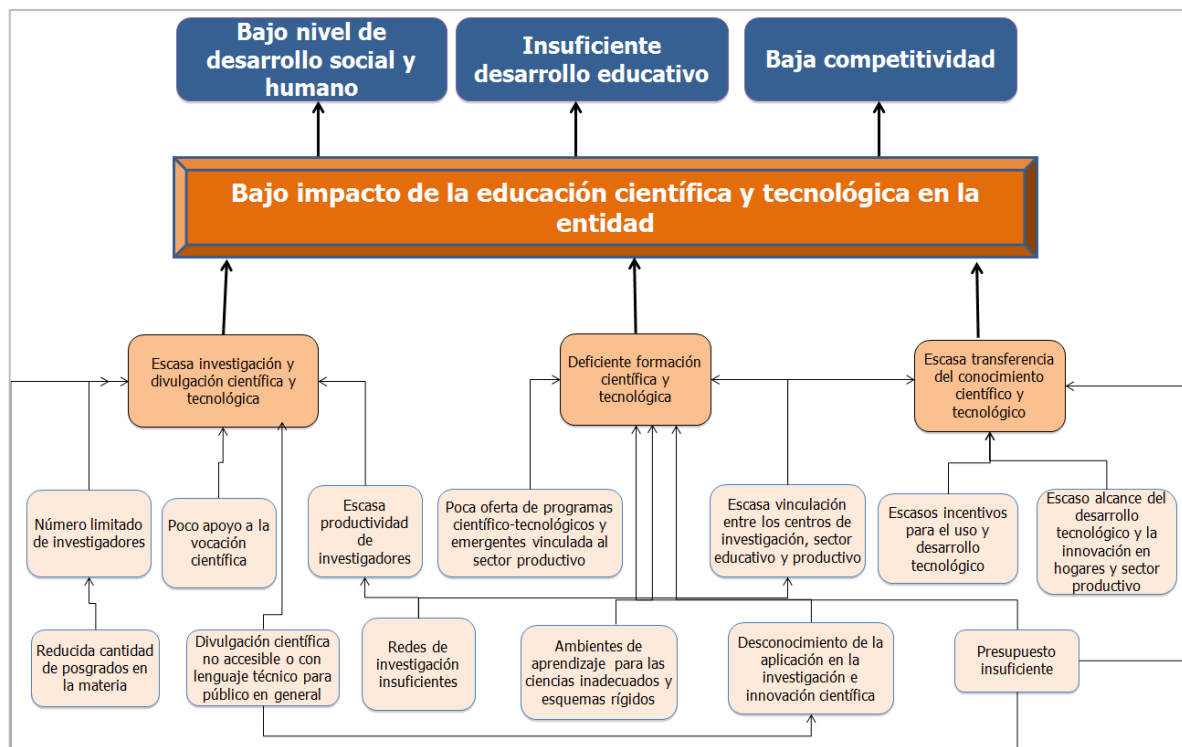 Bajo nivel de
desarrollo social y
humano
Insuficiente
desarrollo educativo
Baja competitividad
Bajo impacto de la educación científica y tecnológica en la
entidad
Escasa investigación y
divulgación científica y
tecnológica
Deficiente formación
científica y
tecnológica
Escasa transferencia
del conocimiento
científico y
tecnológico
Número limitado
de investigadores
Poco apoyo a la
vocación
científica
Escasa
productividad
de
investigadores
Poca oferta de programas
científico-tecnológicos y
emergentes vinculada al
sector productivo
Escasa vinculación
entre los centros de
investigación, sector
educativo y productivo
Escasos incentivos
para el uso y
desarrollo
tecnológico
Escaso alcance del
desarrollo
tecnológico y la
innovación en
hogares y sector
productivo
Reducida cantidad
de posgrados en
la materia
Divulgación científica
no accesible o con
lenguaje técnico para
público en general
Redes de
investigación
insuficientes
Ambientes de
aprendizaje para las
ciencias inadecuados y
esquemas rígidos
Desconocimiento de la
aplicación en la
investigación e
innovación científica
Presupuesto
insuficiente